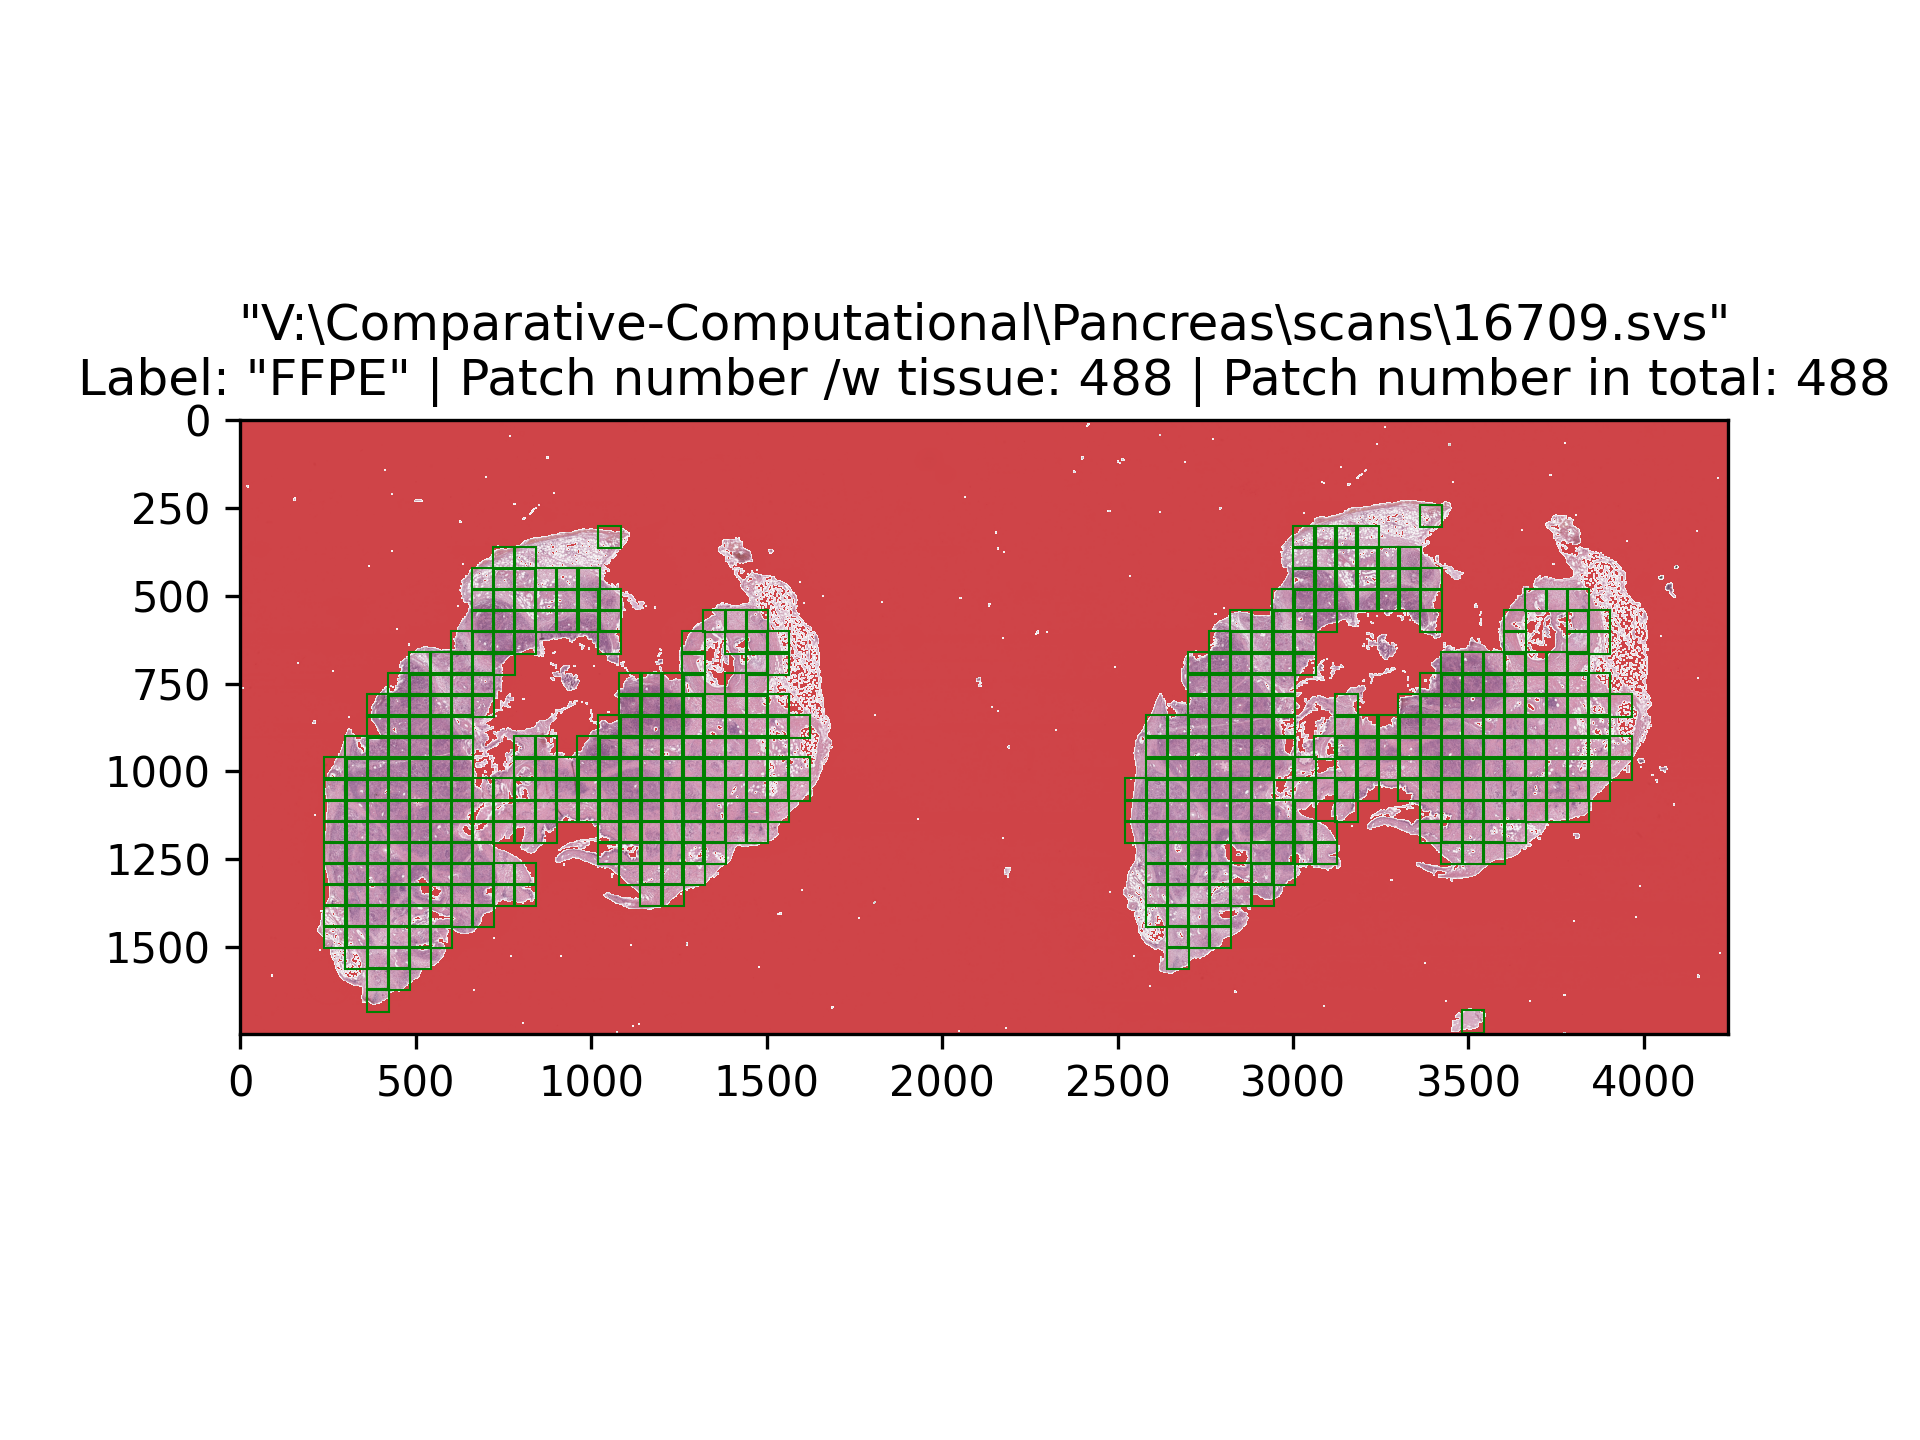 "V:\Comparative-Computational\Pancreas\scans\16709.svs"
Label: "FFPE" | Patch number /w tissue: 488 | Patch number in total: 488
0
250
500
750
1000
1250
1500
0 500 1000 1500 2000 2500 3000 3500 4000